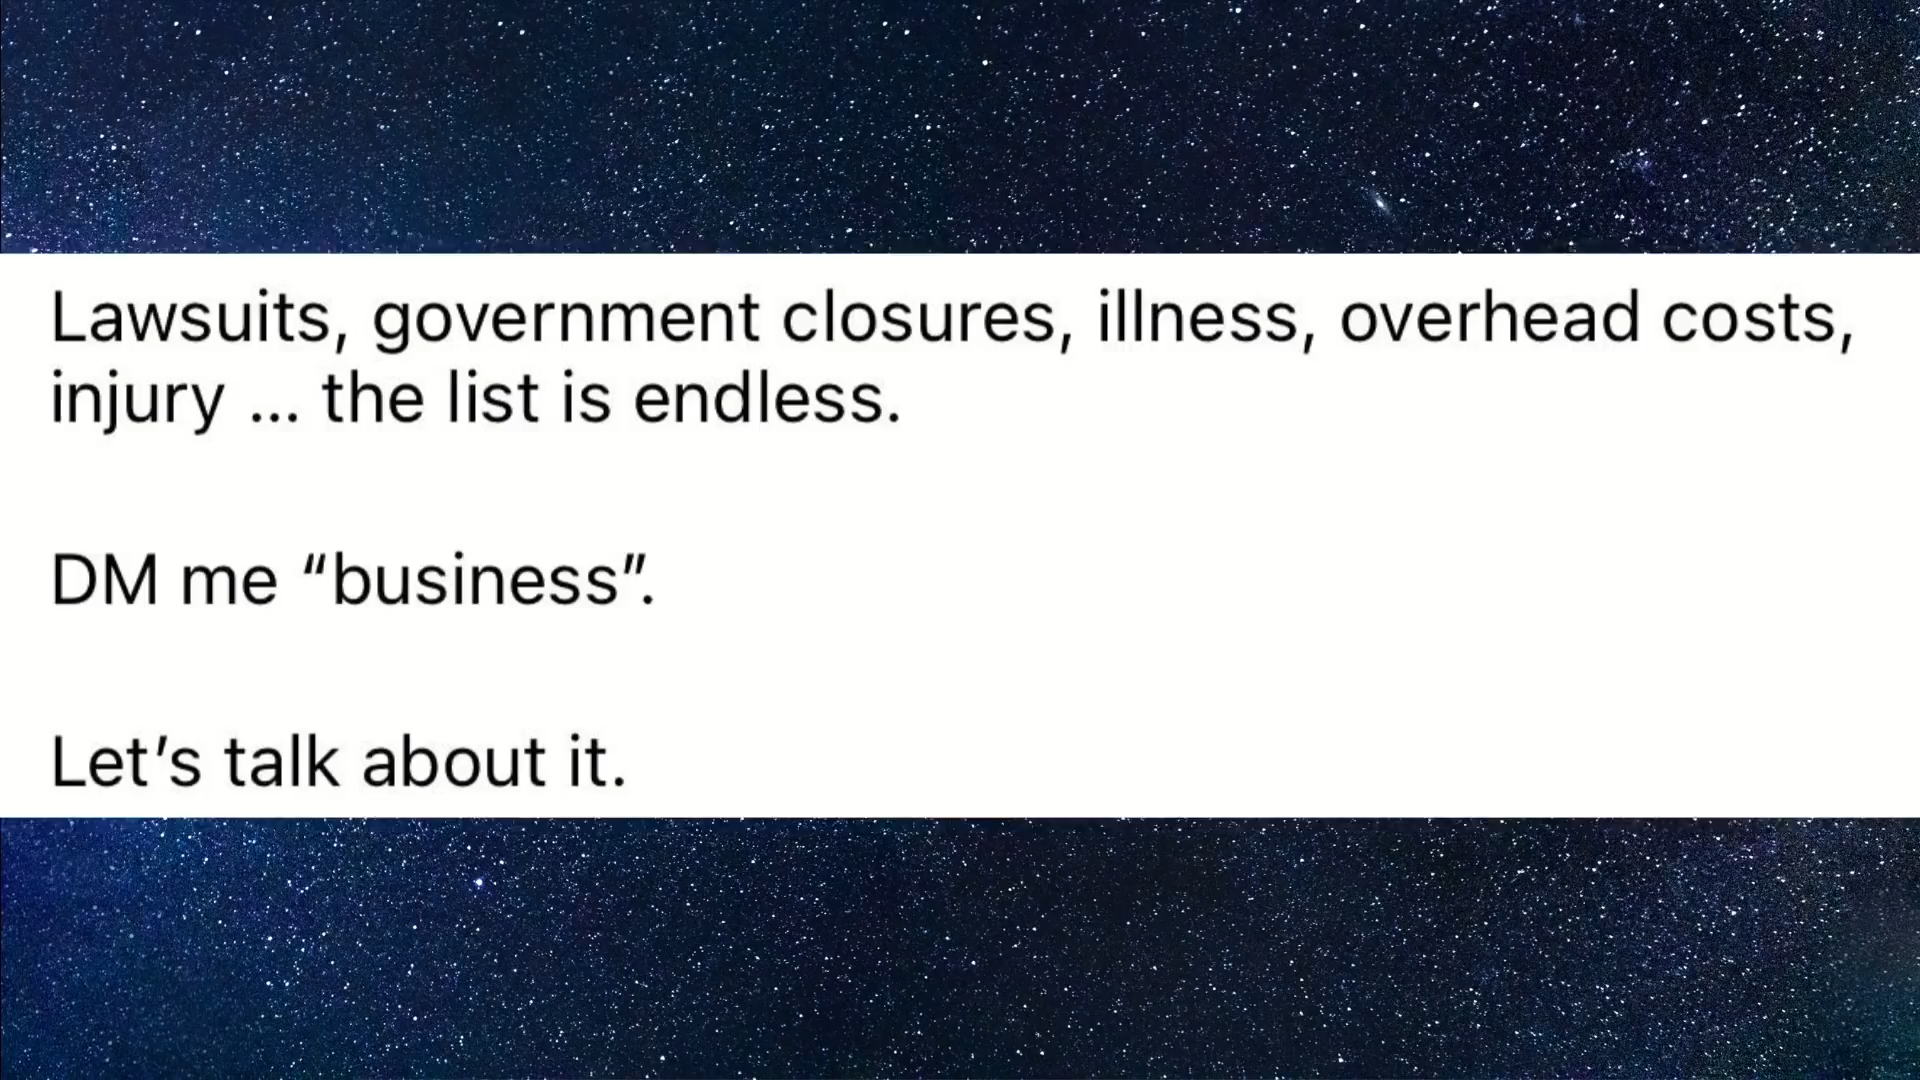 Lawsuits, government closures, illness, overhead costs,
injury ... the list is endless.
DM me “business”.
Let’s talk about it.